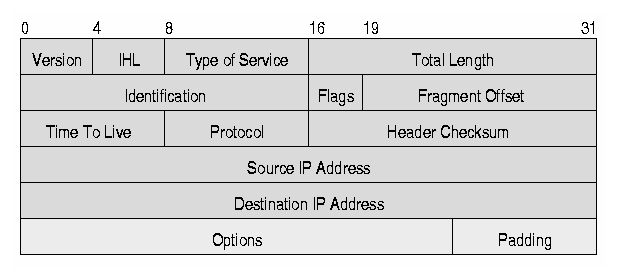 0 4 8 16 19 31
Version IHL Type of Service Total Length
Identification Flags Fragment Offset
Time To Live Protocol Header Checksum
Source IP Address
Destination IP Address
Options Padding